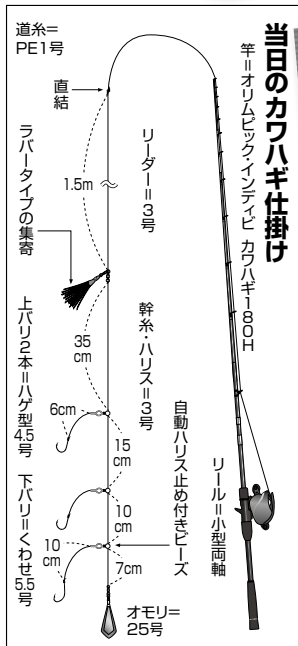 当日のカワハギ仕掛け
竿＝オリムピック・インディビ カワハギ180H
道糸＝
PE1号
直結
リーダー＝3号
1.5m
ラバータイプの集寄
幹糸・ハリス＝3号
35
cm
上バリ2本＝ハゲ型
4.5
号
6cm
15
cm
自動ハリス止め付きビーズ
10
cm
下バリ＝くわせ
5.5
号
10
cm
7cm
リール＝小型両軸
オモリ＝
25号